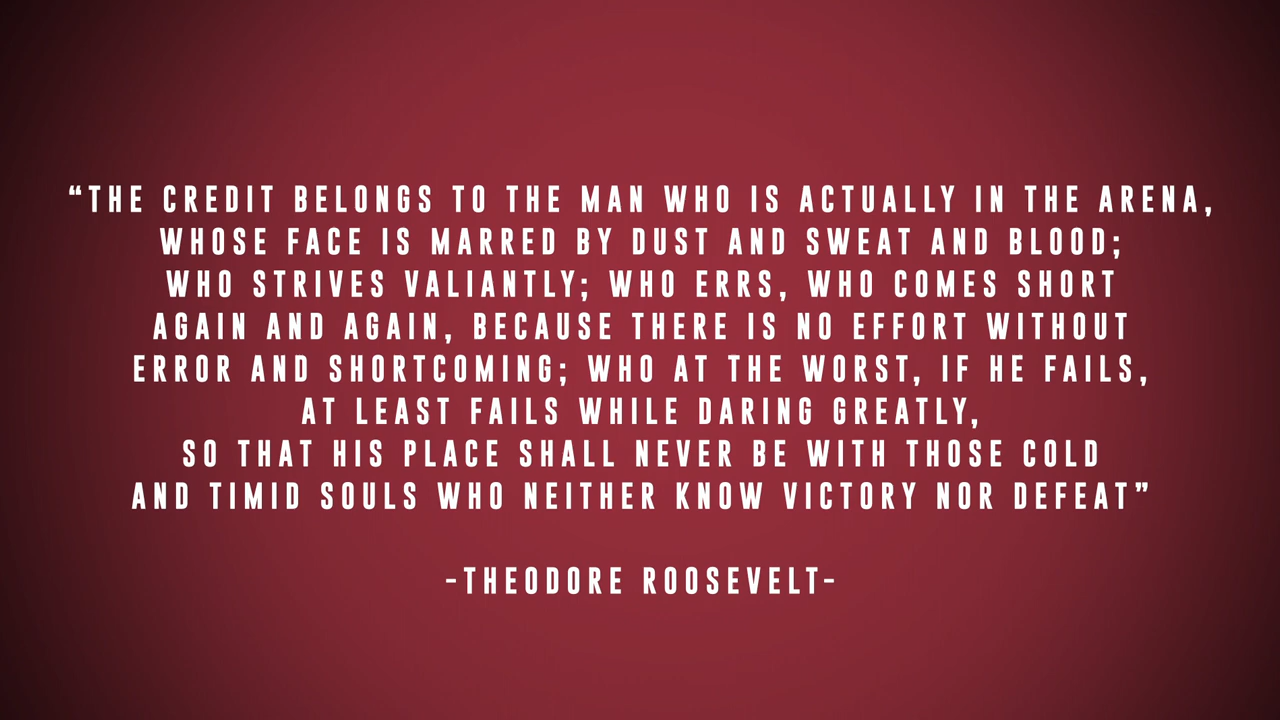 “THE CREDIT BELONGS TO THE MAN WHO IS ACTUALLY IN THE ARENA,
WHOSE FACE IS MARRED BY DUST AND SWEAT AND BLOOD;
WHO STRIVES VALIANTLY; WHO ERRS, WHO COMES SHORT
AGAIN AND AGAIN, BECAUSE THERE IS NO EFFORT WITHOUT
ERROR AND SHORTCOMING; WHO AT THE WORST, IF HE FAILS,
AT LEAST FAILS WHILE DARING GREATLY,
SO THAT HIS PLACE SHALL NEVER BE WITH THOSE COLD
AND TIMID SOULS WHO NEITHER KNOW VICTORY NOR DEFEAT”
-THEODORE ROOSEVELT-